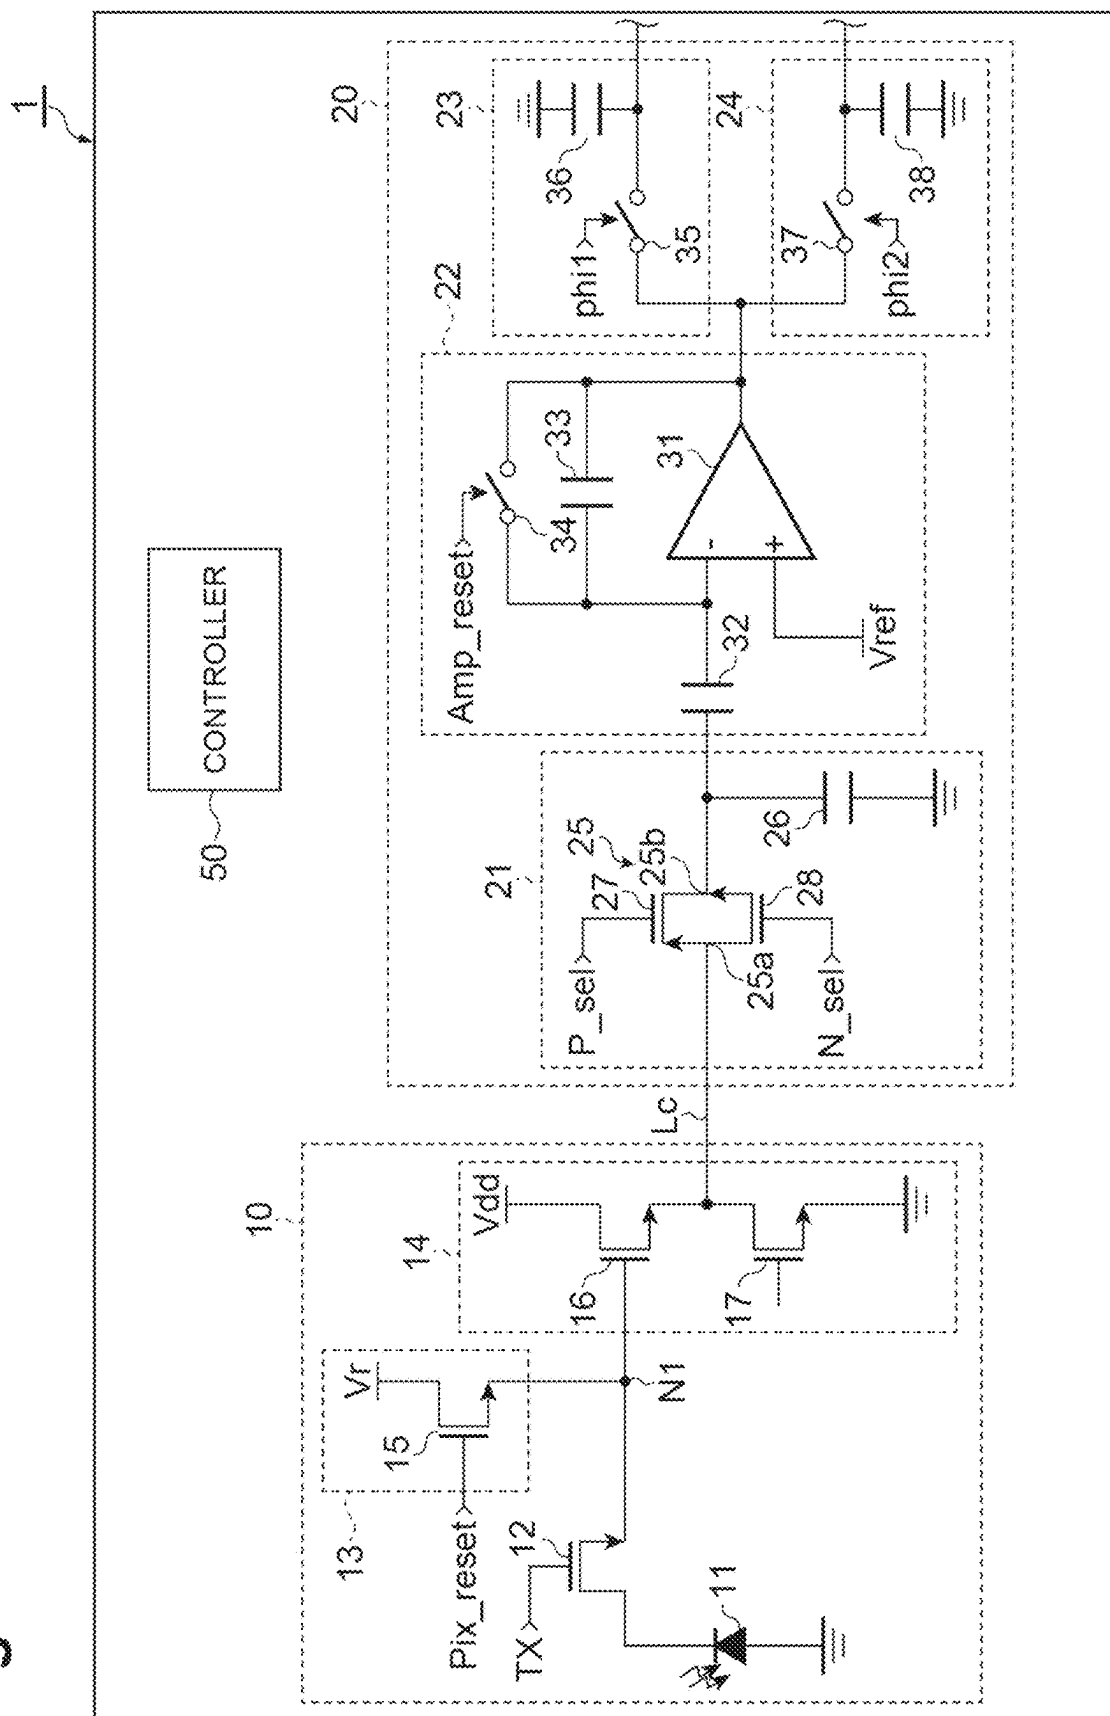 1
50
CONTROLLER
20
23
36
phi1
35
24
37
phi2
38
22
Amp_reset
34
33
31
-
+
32
Vref
21
P_sel
27
25
25b
25a
28
N_sel
26
Lc
10
14
Vdd
16
17
13
Vr
15
Pix_reset
N1
TX
12
11